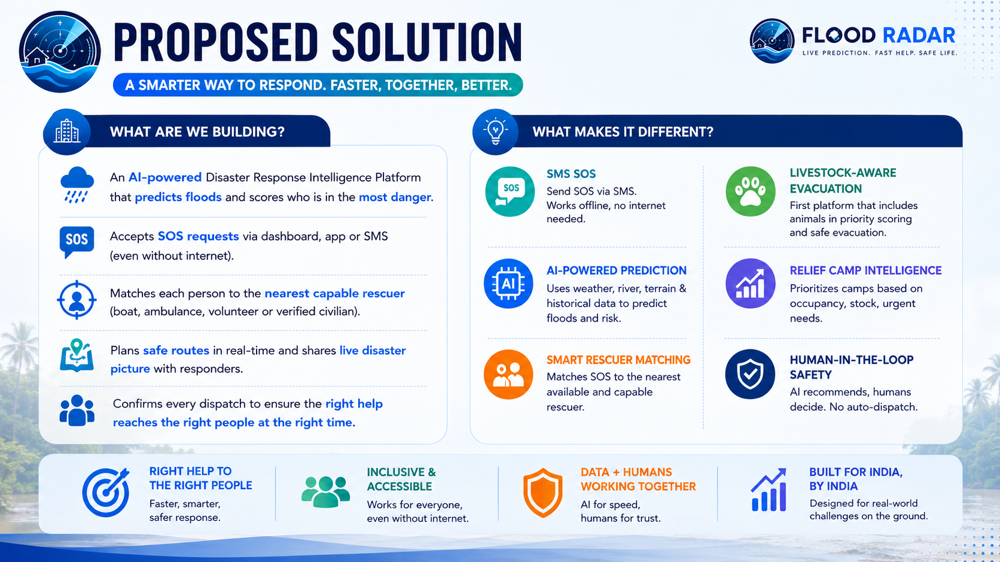 PROPOSED SOLUTION
A SMARTER WAY TO RESPOND. FASTER, TOGETHER, BETTER.
FLOOD RADAR
LIVE PREDICTION. FAST HELP. SAFE LIFE.
WHAT ARE WE BUILDING?
An AI-powered Disaster Response Intelligence Platform
that predicts floods and scores who is in the most danger.
SOS
Accepts SOS requests via dashboard, app or SMS
(even without internet).
Matches each person to the nearest capable rescuer
(boat, ambulance, volunteer or verified civilian).
Plans safe routes in real-time and shares live disaster
picture with responders.
Confirms every dispatch to ensure the right help
reaches the right people at the right time.
WHAT MAKES IT DIFFERENT?
SOS
SMS SOS
Send SOS via SMS.
Works offline, no internet
needed.
LIVESTOCK-AWARE
EVACUATION
First platform that includes
animals in priority scoring
and safe evacuation.
AI
AI-POWERED PREDICTION
Uses weather, river, terrain &
historical data to predict
floods and risk.
RELIEF CAMP INTELLIGENCE
Prioritizes camps based on
occupancy, stock, urgent
needs.
SMART RESCUER MATCHING
Matches SOS to the nearest
available and capable
rescuer.
HUMAN-IN-THE-LOOP
SAFETY
AI recommends, humans
decide. No auto-dispatch.
RIGHT HELP TO
THE RIGHT PEOPLE
Faster, smarter,
safer response.
INCLUSIVE &
ACCESSIBLE
Works for everyone,
even without internet.
DATA + HUMANS
WORKING TOGETHER
AI for speed,
humans for trust.
BUILT FOR INDIA,
BY INDIA
Designed for real-world
challenges on the ground.